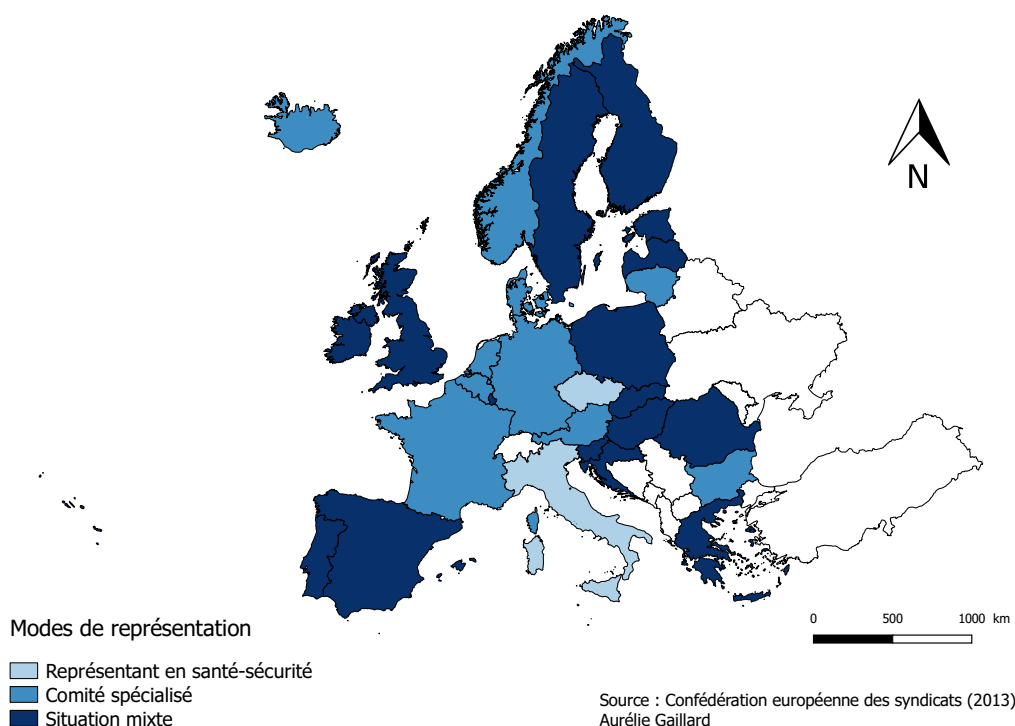 N
0 500 1000 km
Modes de représentation
Représentant en santé-sécurité
Comité spécialisé
Situation mixte
Source : Confédération européenne des syndicats (2013)
Aurélie Gaillard